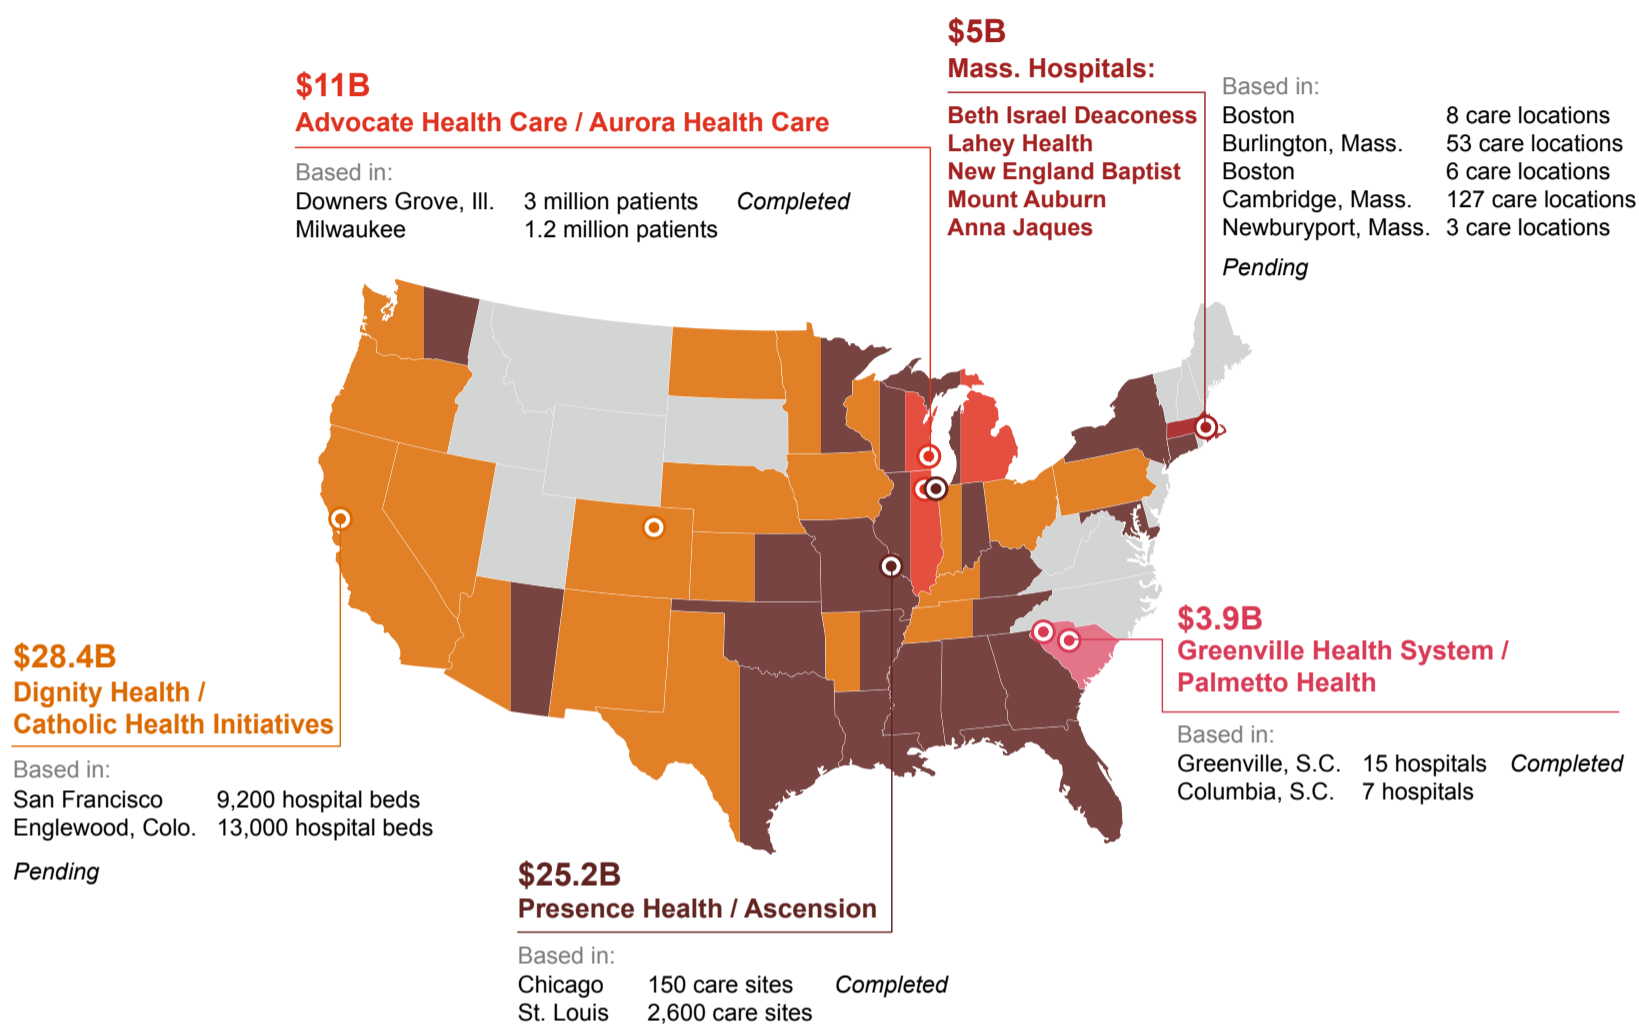 $5B
Mass. Hospitals:
Based in:
Beth Israel Deaconess Boston 8 care locations
Lahey Health Burlington, Mass. 53 care locations
New England Baptist Boston 6 care locations
Mount Auburn Cambridge, Mass. 127 care locations
Anna Jaques Newburyport, Mass. 3 care locations
Pending
$11B
Advocate Health Care / Aurora Health Care
Based in:
Downers Grove, Ill. 3 million patients Completed
Milwaukee 1.2 million patients
$28.4B
Dignity Health /
Catholic Health Initiatives
Based in:
San Francisco 9,200 hospital beds
Englewood, Colo. 13,000 hospital beds
Pending
$3.9B
Greenville Health System /
Palmetto Health
Based in:
Greenville, S.C. 15 hospitals Completed
Columbia, S.C. 7 hospitals
$25.2B
Presence Health / Ascension
Based in:
Chicago 150 care sites Completed
St. Louis 2,600 care sites